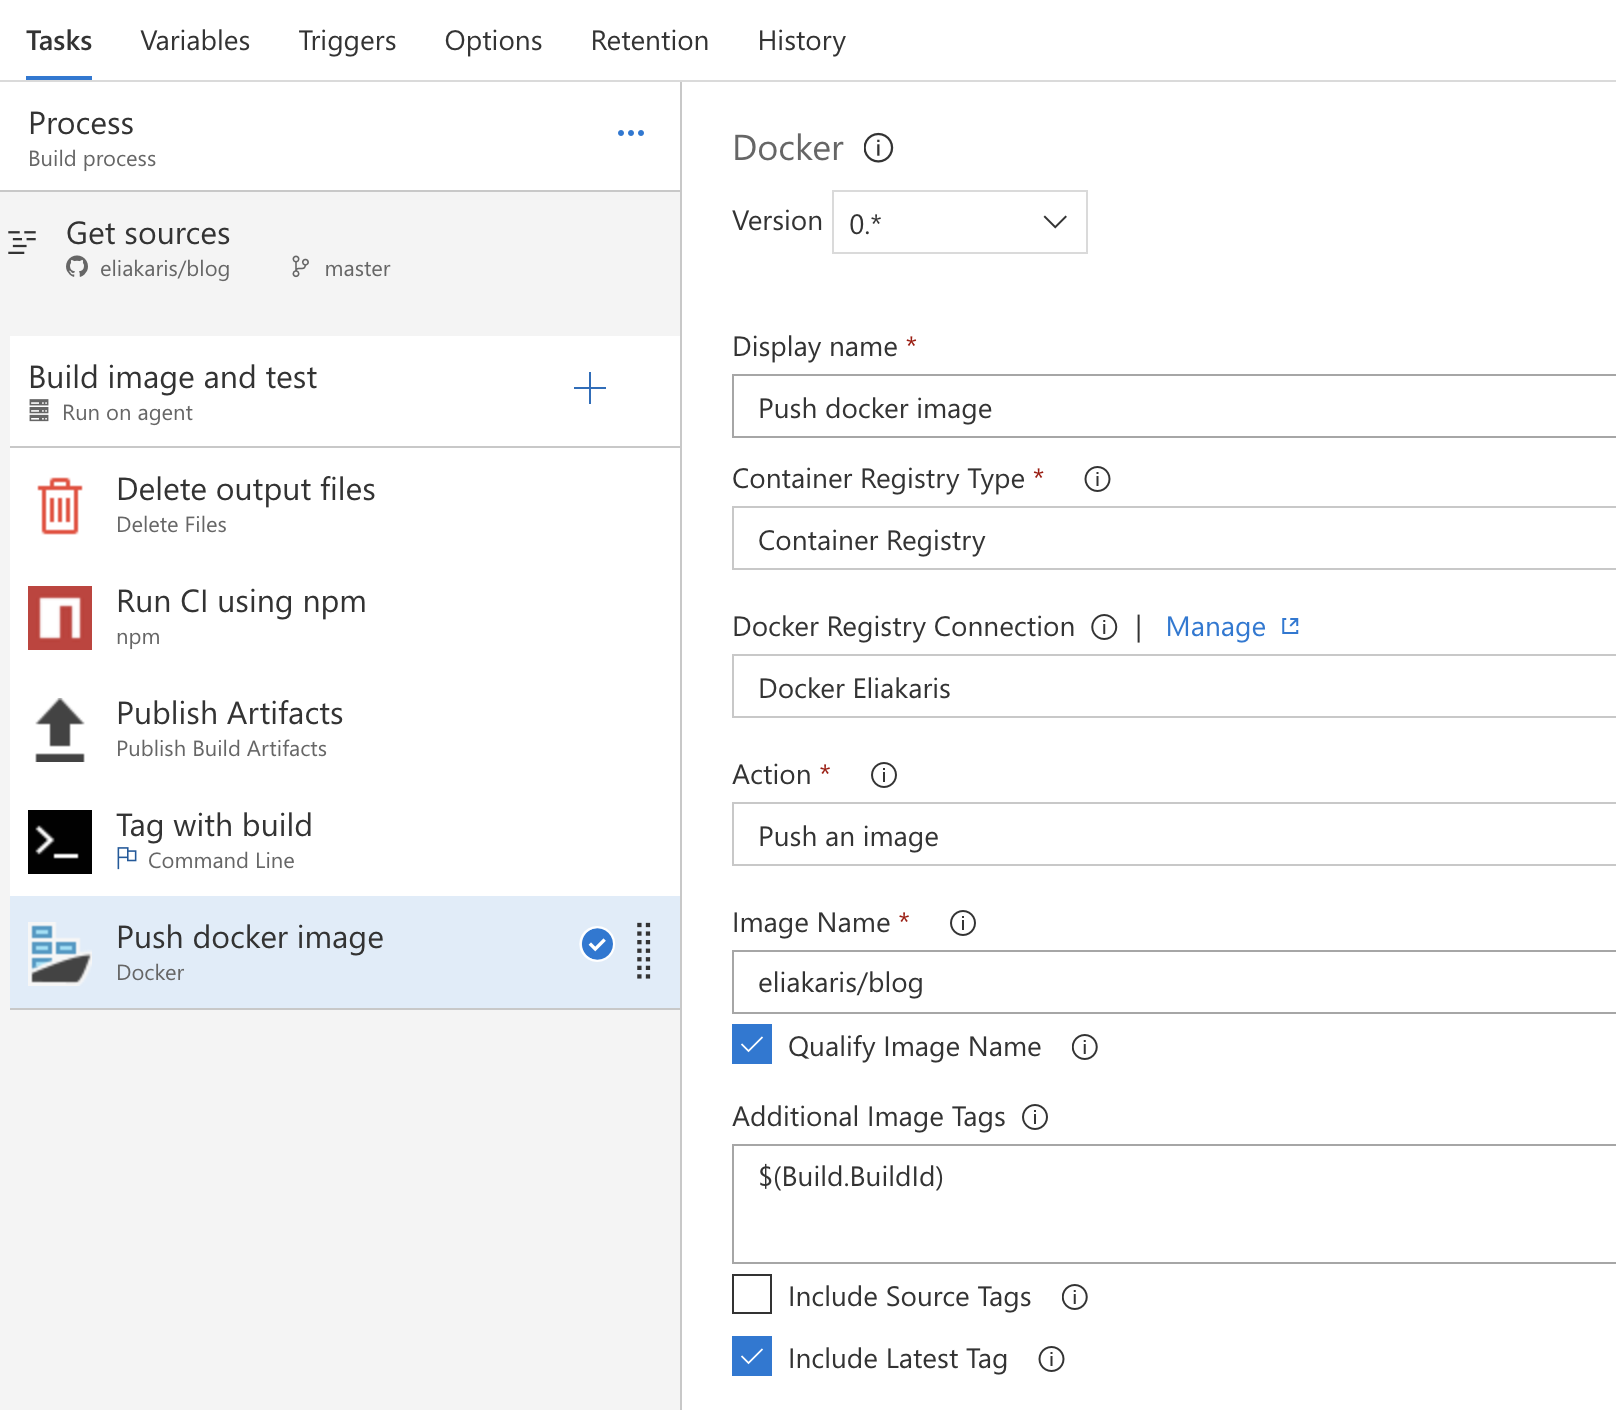 Tasks Variables Triggers Options Retention History
Process
Build process
Get sources
eliakaris/blog master
Build image and test
Run on agent
Delete output files
Delete Files
Run CI using npm
npm
Publish Artifacts
Publish Build Artifacts
Tag with build
Command Line
Push docker image
Docker
Docker
Version 0.*
Display name *
Push docker image
Container Registry Type *
Container Registry
Docker Registry Connection | Manage
Docker Eliakaris
Action *
Push an image
Image Name *
eliakaris/blog
Qualify Image Name
Additional Image Tags
$(Build.BuildId)
Include Source Tags
Include Latest Tag